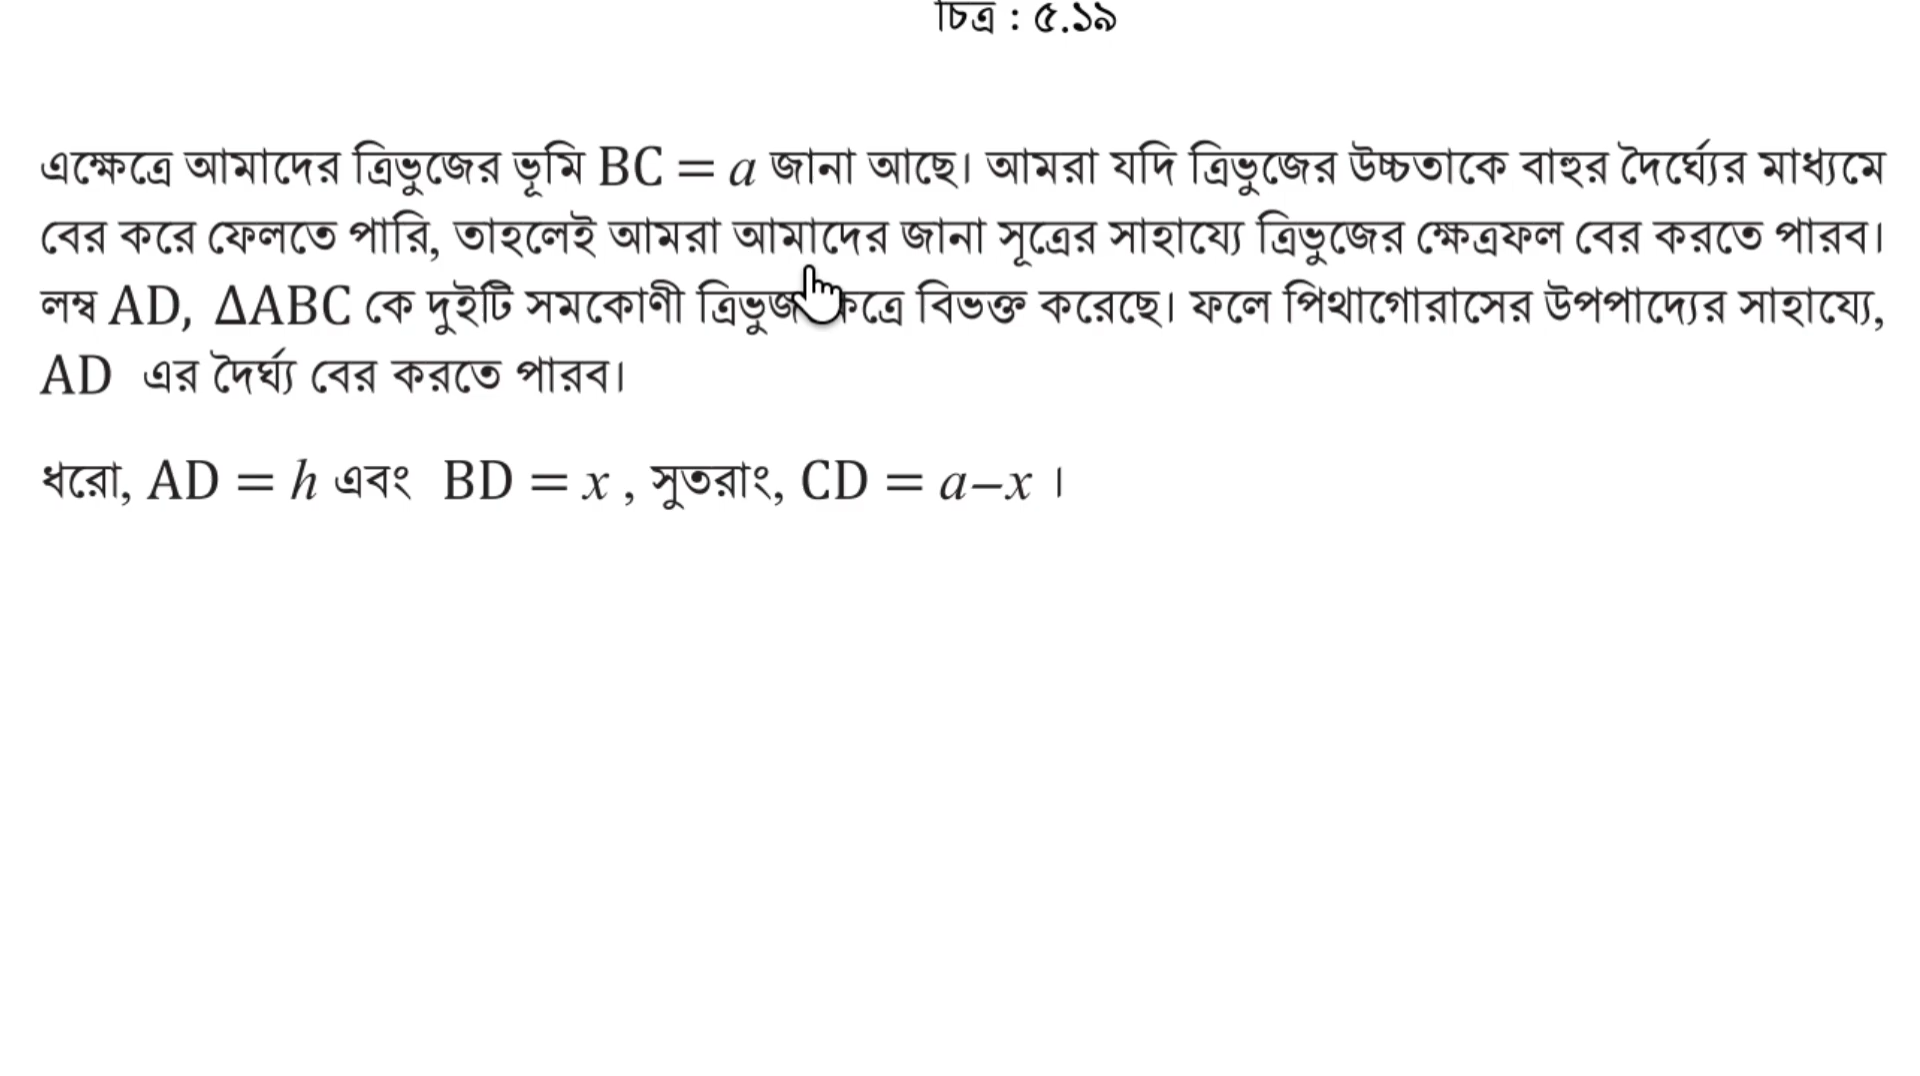 চিত্র : ৫.১৯
এক্ষেত্রে আমাদের ত্রিভুজের ভূমি BC = a জানা আছে। আমরা যদি ত্রিভুজের উচ্চতাকে বাহুর দৈর্ঘ্যের মাধ্যমে
বের করে ফেলতে পারি, তাহলেই আমরা আমাদের জানা সূত্রের সাহায্যে ত্রিভুজের ক্ষেত্রফল বের করতে পারব।
লম্ব AD, ΔABC কে দুইটি সমকোণী ত্রিভুজ বিভক্ত করেছে। ফলে পিথাগোরাসের উপপাদ্যের সাহায্যে,
AD এর দৈর্ঘ্য বের করতে পারব।
ধরো, AD = h এবং BD = x , সুতরাং, CD = a–x ।